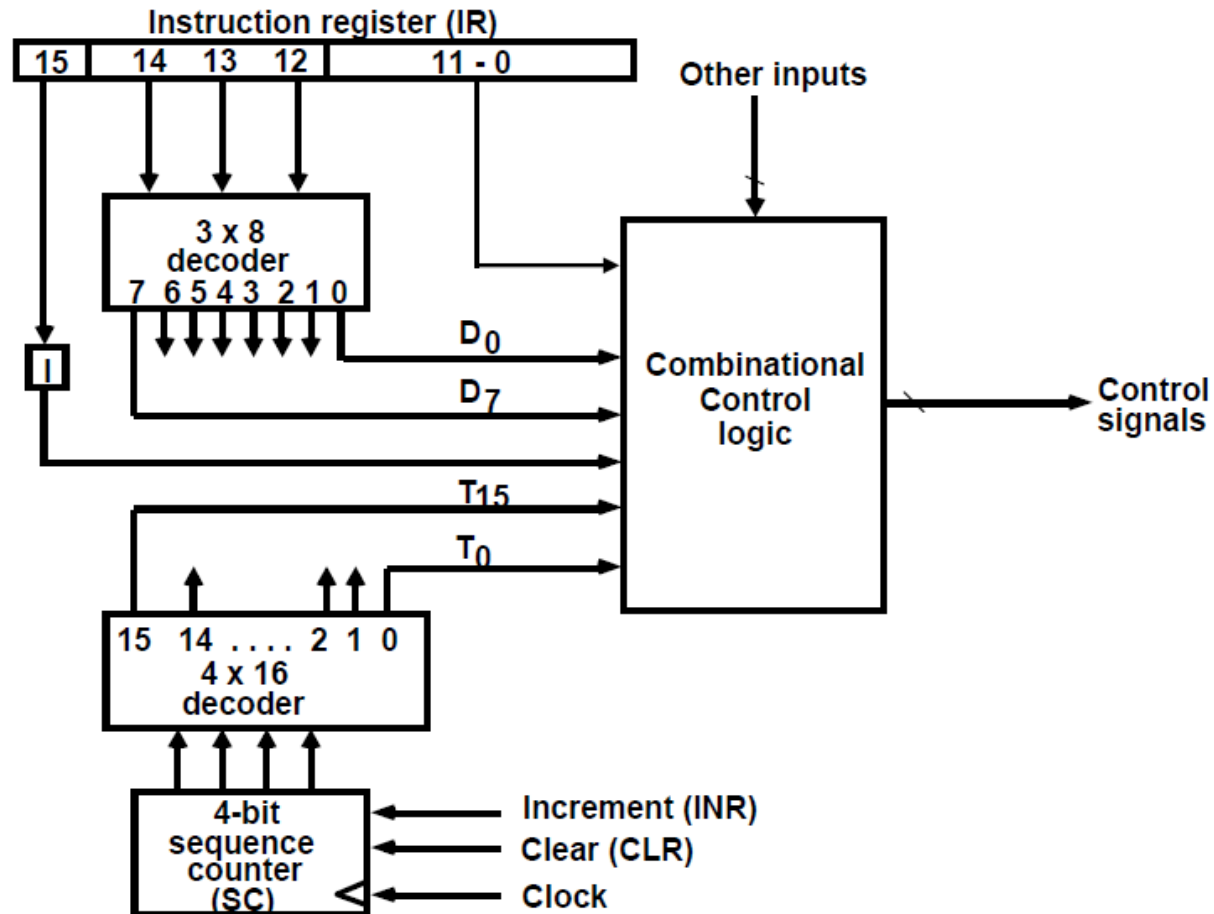 Instruction register (IR)
15 14 13 12 11 - 0
Other inputs
3 x 8
decoder
7 6 5 4 3 2 1 0
I
D0
D7
Combinational
Control
logic
Control
signals
T15
T0
15 14 . . . . 2 1 0
4 x 16
decoder
4-bit
sequence
counter
(SC)
Increment (INR)
Clear (CLR)
Clock